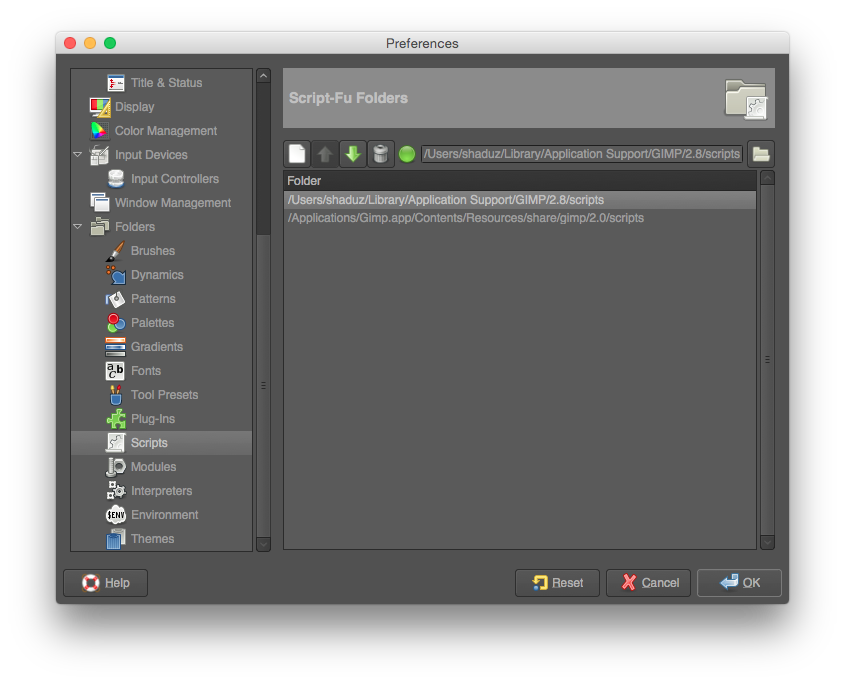 Preferences
Title & Status
Display
Color Management
Input Devices
Input Controllers
Window Management
Folders
Brushes
Dynamics
Patterns
Palettes
Gradients
Fonts
Tool Presets
Plug-Ins
Scripts
Modules
Interpreters
Environment
Themes
Script-Fu Folders
/Users/shaduz/Library/Application Support/GIMP/2.8/scripts
Folder
/Users/shaduz/Library/Application Support/GIMP/2.8/scripts
/Applications/Gimp.app/Contents/Resources/share/gimp/2.0/scripts
Help
Reset
Cancel
OK